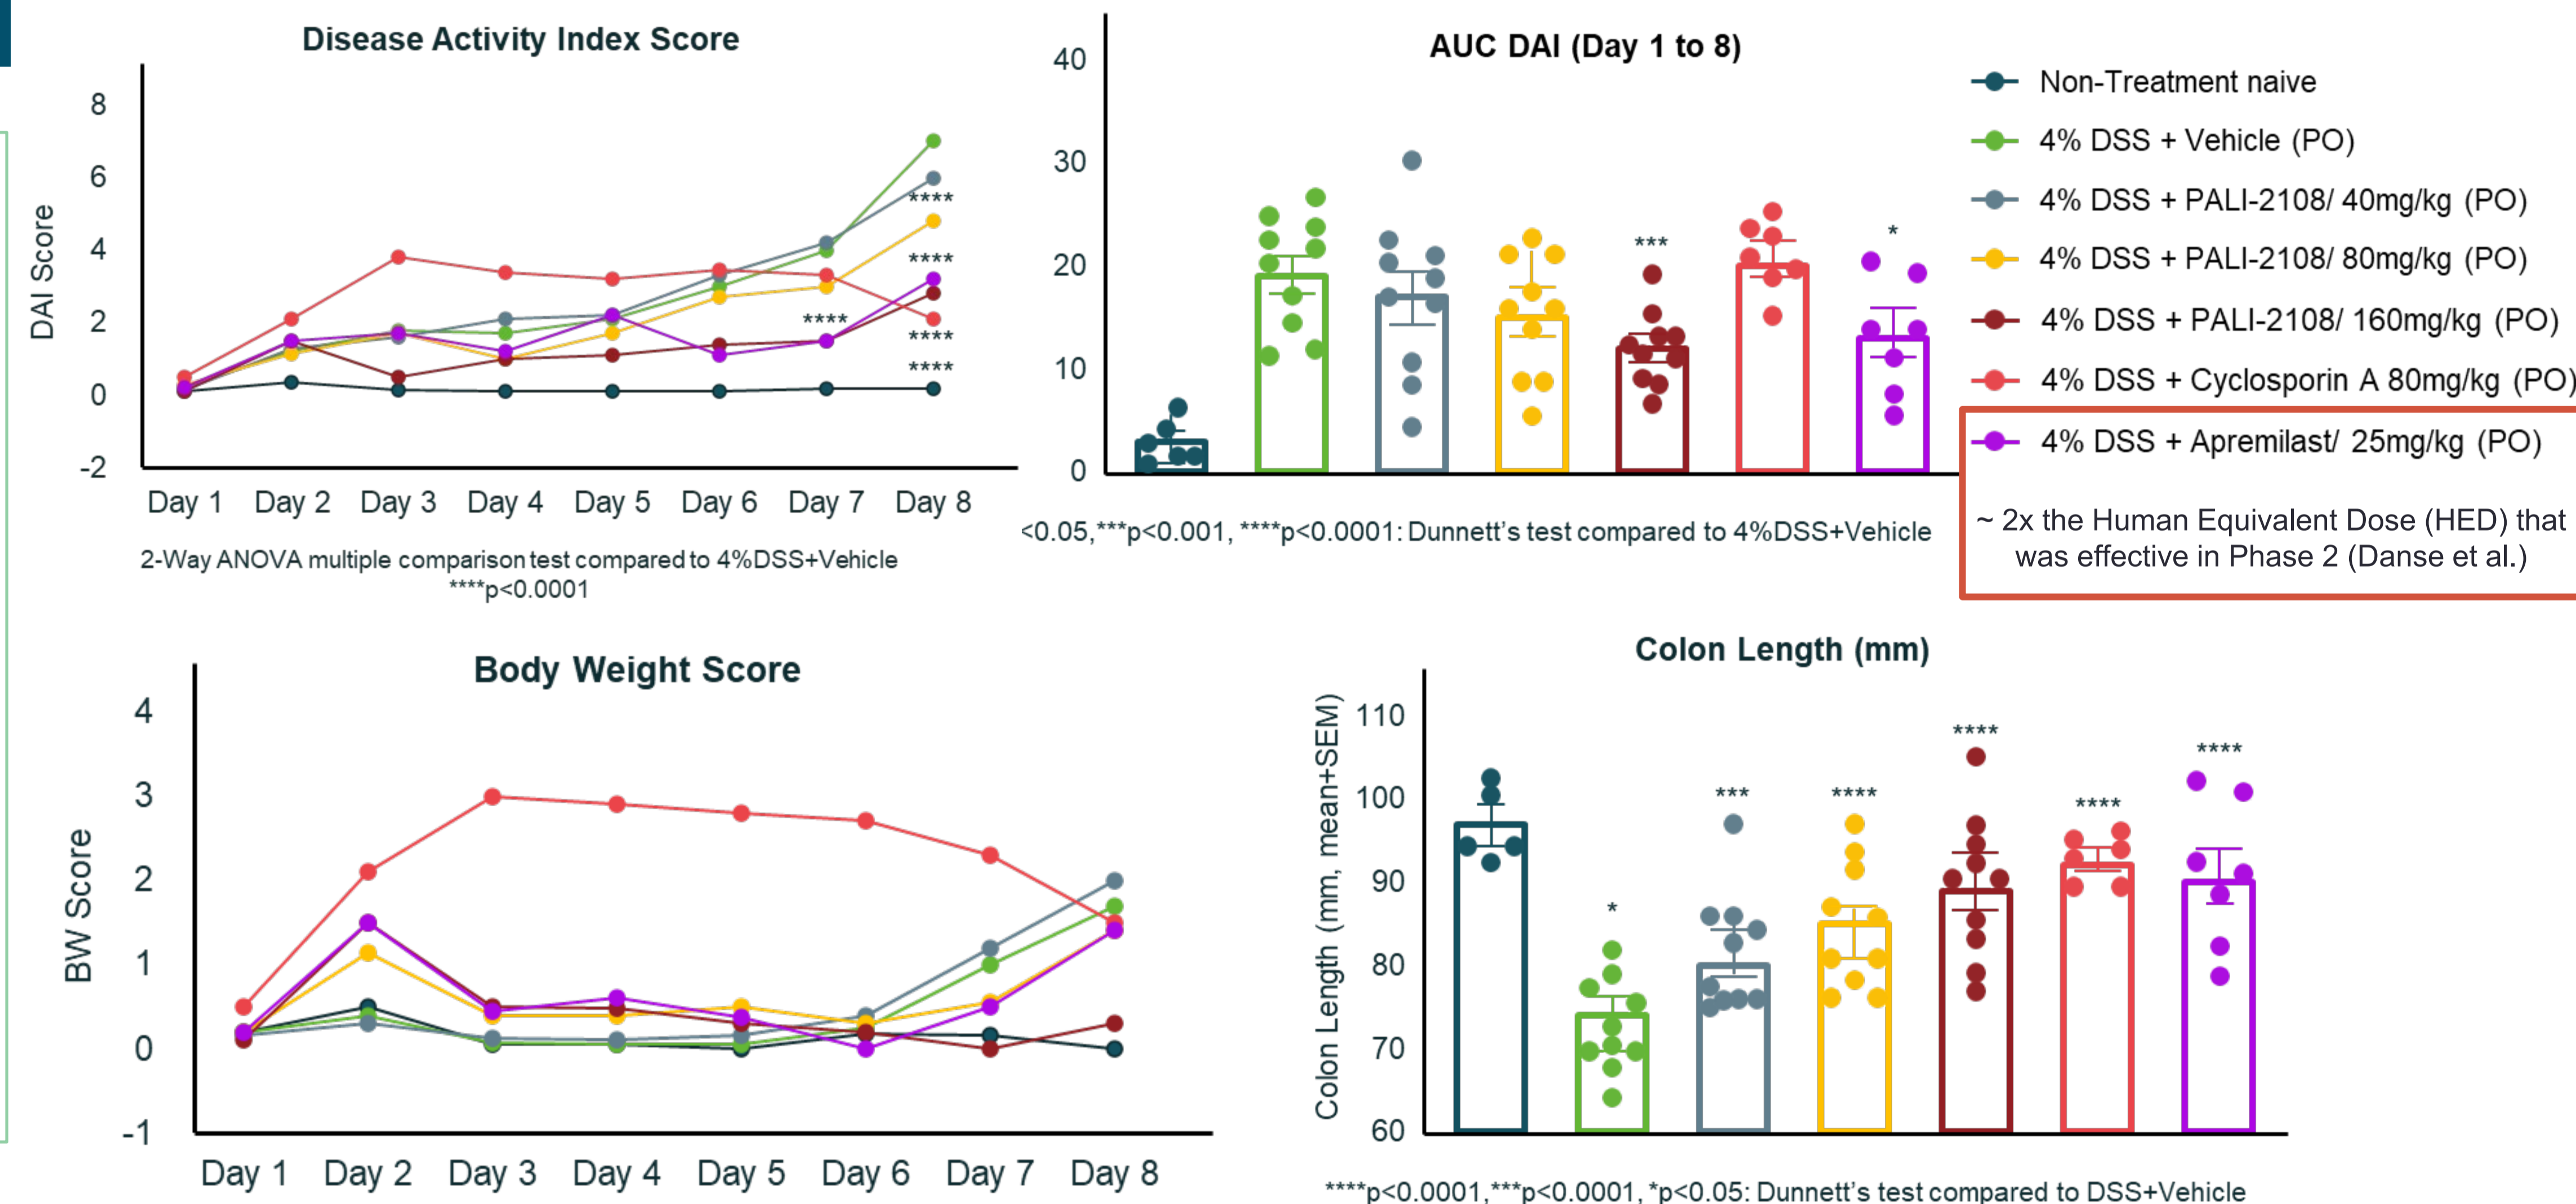 Disease Activity Index Score
DAI Score
8
6
4
2
0
-2
****
****
****
****
****
Day 1 Day 2 Day 3 Day 4 Day 5 Day 6 Day 7 Day 8
2-Way ANOVA multiple comparison test compared to 4%DSS+Vehicle
****p<0.0001
AUC DAI (Day 1 to 8)
40
30
20
10
0
***
*
<0.05,***p<0.001, ****p<0.0001: Dunnett's test compared to 4%DSS+Vehicle
Non-Treatment naive
4% DSS + Vehicle (PO)
4% DSS + PALI-2108/ 40mg/kg (PO)
4% DSS + PALI-2108/ 80mg/kg (PO)
4% DSS + PALI-2108/ 160mg/kg (PO)
4% DSS + Cyclosporin A 80mg/kg (PO)
4% DSS + Apremilast/ 25mg/kg (PO)
~ 2x the Human Equivalent Dose (HED) that
was effective in Phase 2 (Danse et al.)
Body Weight Score
BW Score
4
3
2
1
0
-1
Day 1 Day 2 Day 3 Day 4 Day 5 Day 6 Day 7 Day 8
Colon Length (mm)
Colon Length (mm, mean+SEM)
110
100
90
80
70
60
*
***
****
****
****
****
****p<0.0001,***p<0.0001, *p<0.05: Dunnett's test compared to DSS+Vehicle